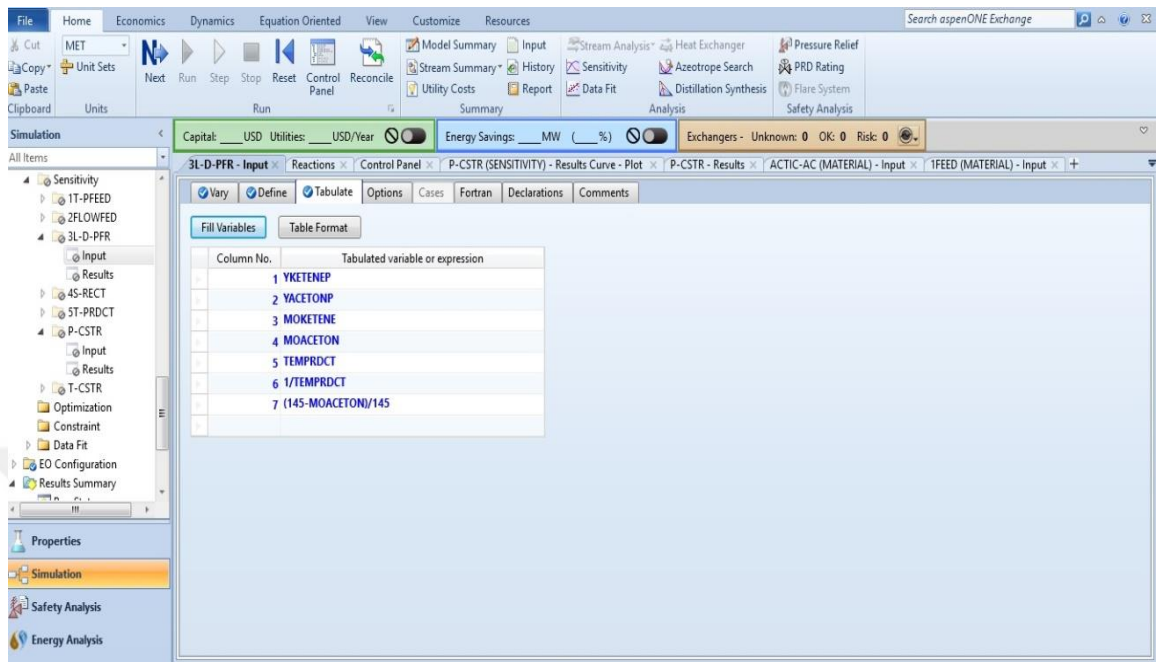 File Home Economics Dynamics Equation Oriented View Customize Resources Search aspenONE Exchange
Cut MET Model Summary Input Stream Analysis Heat Exchanger Pressure Relief
Copy Unit Sets Next Run Step Stop Reset Control Panel Reconcile Stream Summary History Sensitivity Azeotrope Search PRD Rating
Paste Utility Costs Report Data Fit Distillation Synthesis Flare System
Clipboard Units Run Summary Analysis Safety Analysis
Simulation Capital: ____USD Utilities: ____USD/Year Energy Savings: ____MW (____%) Exchangers - Unknown: 0 OK: 0 Risk: 0
All Items 3L-D-PFR - Input Reactions Control Panel P-CSTR (SENSITIVITY) - Results Curve - Plot P-CSTR - Results ACTIC-AC (MATERIAL) - Input 1FEED (MATERIAL) - Input +
Sensitivity
1T-PFEED
2FLOWFED
3L-D-PFR
Input
Results
4S-RECT
5T-PRDCT
P-CSTR
Input
Results
T-CSTR
Optimization
Constraint
Data Fit
EO Configuration
Results Summary
Properties
Simulation
Safety Analysis
Energy Analysis
Vary Define Tabulate Options Cases Fortran Declarations Comments
Fill Variables Table Format
Column No. Tabulated variable or expression
1 YKETENEP
2 YACETONP
3 MOKETENE
4 MOACETON
5 TEMPRDCT
6 1/TEMPRDCT
7 (145-MOACETON)/145